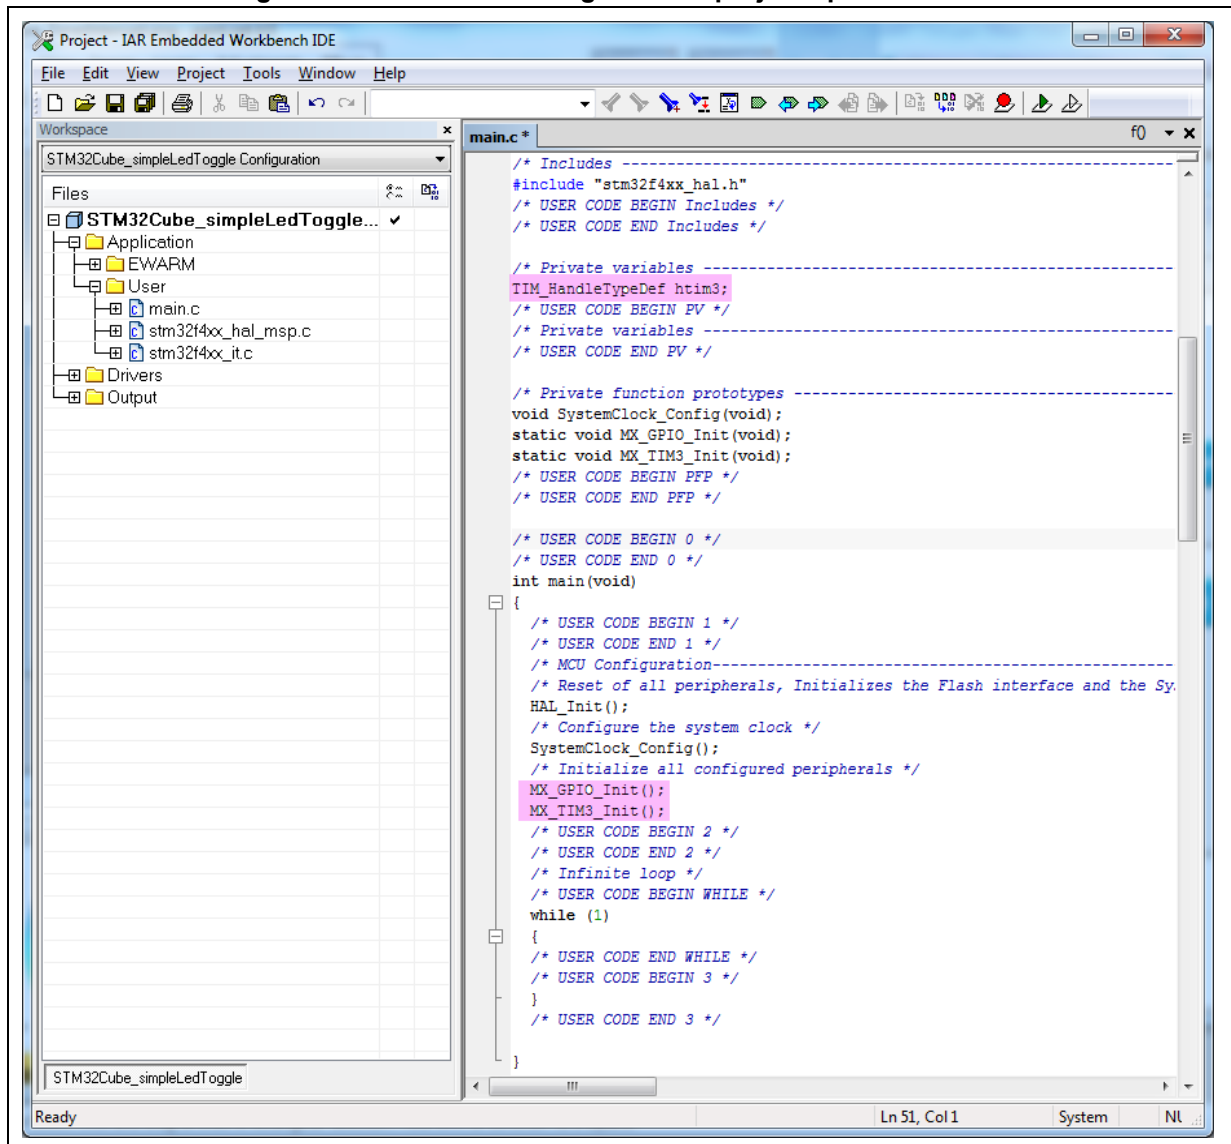 Project - IAR Embedded Workbench IDE
File Edit View Project Tools Window Help
Workspace
STM32Cube_simpleLedToggle Configuration
Files
STM32Cube_simpleLedToggle...
Application
EWARM
User
main.c
stm32f4xx_hal_msp.c
stm32f4xx_it.c
Drivers
Output
STM32Cube_simpleLedToggle
main.c *
f()
/* Includes ------------------------------------------------------------
#include "stm32f4xx_hal.h"
/* USER CODE BEGIN Includes */
/* USER CODE END Includes */
/* Private variables ----------------------------------------------------
TIM_HandleTypeDef htim3;
/* USER CODE BEGIN PV */
/* Private variables ----------------------------------------------------
/* USER CODE END PV */
/* Private function prototypes ------------------------------------------
void SystemClock_Config(void);
static void MX_GPIO_Init(void);
static void MX_TIM3_Init(void);
/* USER CODE BEGIN PFP */
/* USER CODE END PFP */
/* USER CODE BEGIN 0 */
/* USER CODE END 0 */
int main(void)
{
/* USER CODE BEGIN 1 */
/* USER CODE END 1 */
/* MCU Configuration---------------------------------------------------
/* Reset of all peripherals, Initializes the Flash interface and the Sy
HAL_Init();
/* Configure the system clock */
SystemClock_Config();
/* Initialize all configured peripherals */
MX_GPIO_Init();
MX_TIM3_Init();
/* USER CODE BEGIN 2 */
/* USER CODE END 2 */
/* Infinite loop */
/* USER CODE BEGIN WHILE */
while (1)
{
/* USER CODE END WHILE */
/* USER CODE BEGIN 3 */
}
/* USER CODE END 3 */
}
Ready
Ln 51, Col 1
System